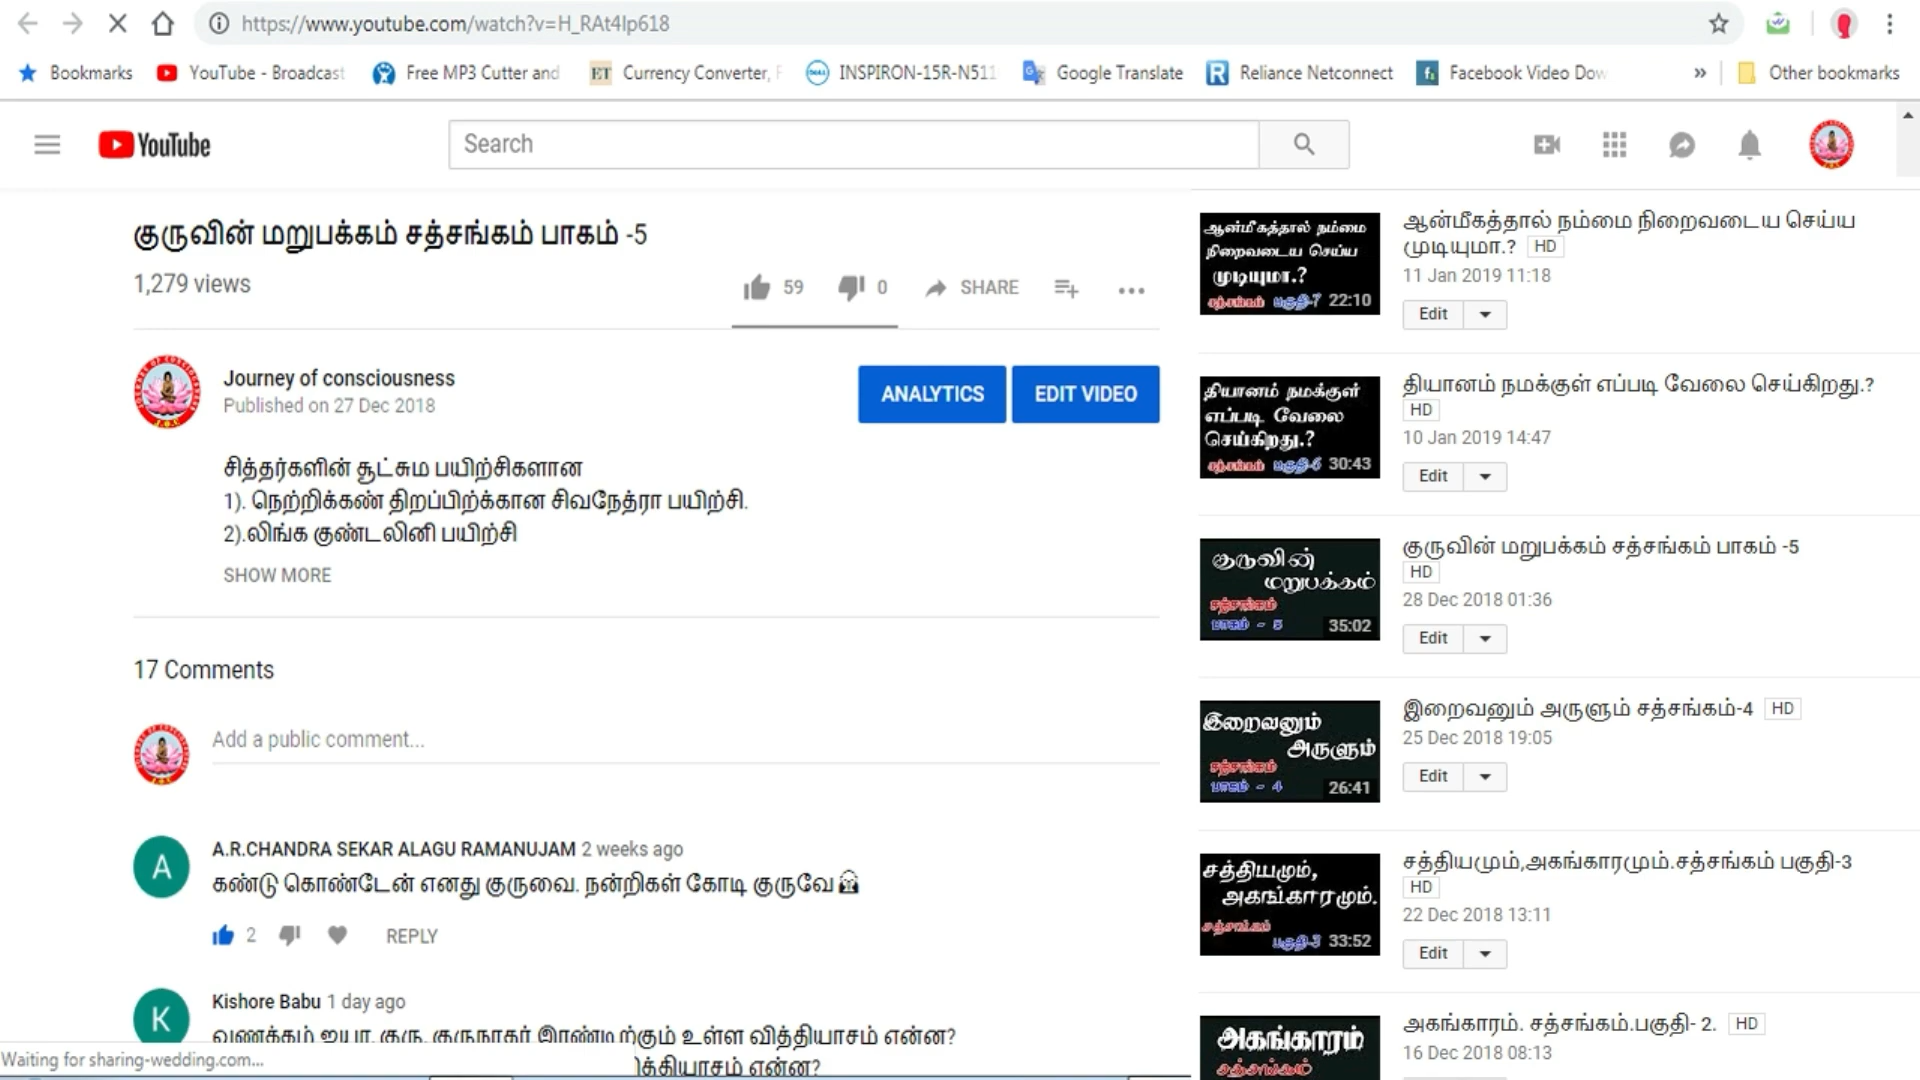 https://www.youtube.com/watch?v=H_RAt4lp618
Bookmarks YouTube - Broadcast Free MP3 Cutter and Currency Converter, INSPIRON-15R-N511 Google Translate Reliance Netconnect Facebook Video Dow » Other bookmarks
YouTube Search
குருவின் மறுபக்கம் சத்சங்கம் பாகம் -5
1,279 views
59 0 SHARE
Journey of consciousness
Published on 27 Dec 2018
ANALYTICS EDIT VIDEO
சித்தர்களின் சூட்சும பயிற்சிகளான
1). நெற்றிக்கண் திறப்பிற்க்கான சிவநேத்ரா பயிற்சி.
2).லிங்க குண்டலினி பயிற்சி
SHOW MORE
17 Comments
Add a public comment...
A
A.R.CHANDRA SEKAR ALAGU RAMANUJAM 2 weeks ago
கண்டு கொண்டேன் எனது குருவை. நன்றிகள் கோடி குருவே
2 REPLY
K
Kishore Babu 1 day ago
வணக்கம் ஐயா. குரு, குருநாதர் இரண்டிற்கும் உள்ள வித்தியாசம் என்ன?
என்ன?
Waiting for sharing-wedding.com...
ஆன்மீகத்தால் நம்மை
நிறைவடைய செய்ய
முடியுமா.?
சத்சங்கம் பகுதி-7 22:10
ஆன்மீகத்தால் நம்மை நிறைவடைய செய்ய
முடியுமா.? HD
11 Jan 2019 11:18
Edit
தியானம் நமக்குள்
எப்படி வேலை
செய்கிறது.?
சத்சங்கம் பகுதி-6 30:43
தியானம் நமக்குள் எப்படி வேலை செய்கிறது.?
HD
10 Jan 2019 14:47
Edit
குருவின்
மறுபக்கம்
சத்சங்கம்
பாகம் - 5 35:02
குருவின் மறுபக்கம் சத்சங்கம் பாகம் -5
HD
28 Dec 2018 01:36
Edit
இறைவனும்
அருளும்
சத்சங்கம்
பாகம் - 4 26:41
இறைவனும் அருளும் சத்சங்கம்-4 HD
25 Dec 2018 19:05
Edit
சத்தியமும்,
அகங்காரமும்.
சத்சங்கம்
பகுதி-3 33:52
சத்தியமும்,அகங்காரமும்.சத்சங்கம் பகுதி-3
HD
22 Dec 2018 13:11
Edit
அகங்காரம்
சத்சங்கம்
அகங்காரம். சத்சங்கம்.பகுதி- 2. HD
16 Dec 2018 08:13